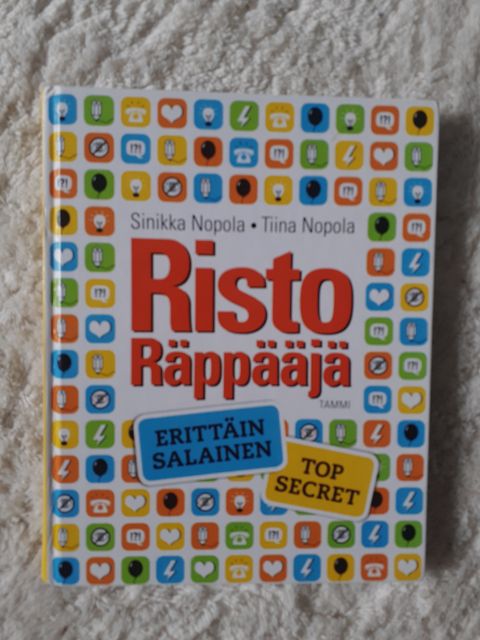 Sinikka Nopola • Tiina Nopola
Risto
Räppääjä
TAMMI
ERITTÄIN
SALAINEN
TOP
SECRET